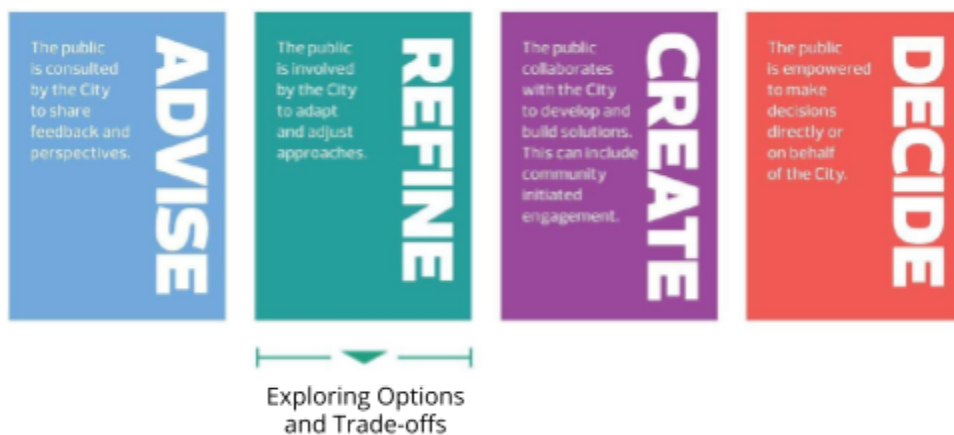 The public
is consulted
by the City
to share
feedback and
perspectives.
ADVISE
The public
is involved
by the City
to adapt
and adjust
approaches.
REFINE
The public
collaborates
with the City
to develop and
build solutions.
This can include
community
initiated
engagement.
CREATE
The public
is empowered
to make
decisions
directly or
on behalf
of the City.
DECIDE
Exploring Options
and Trade-offs